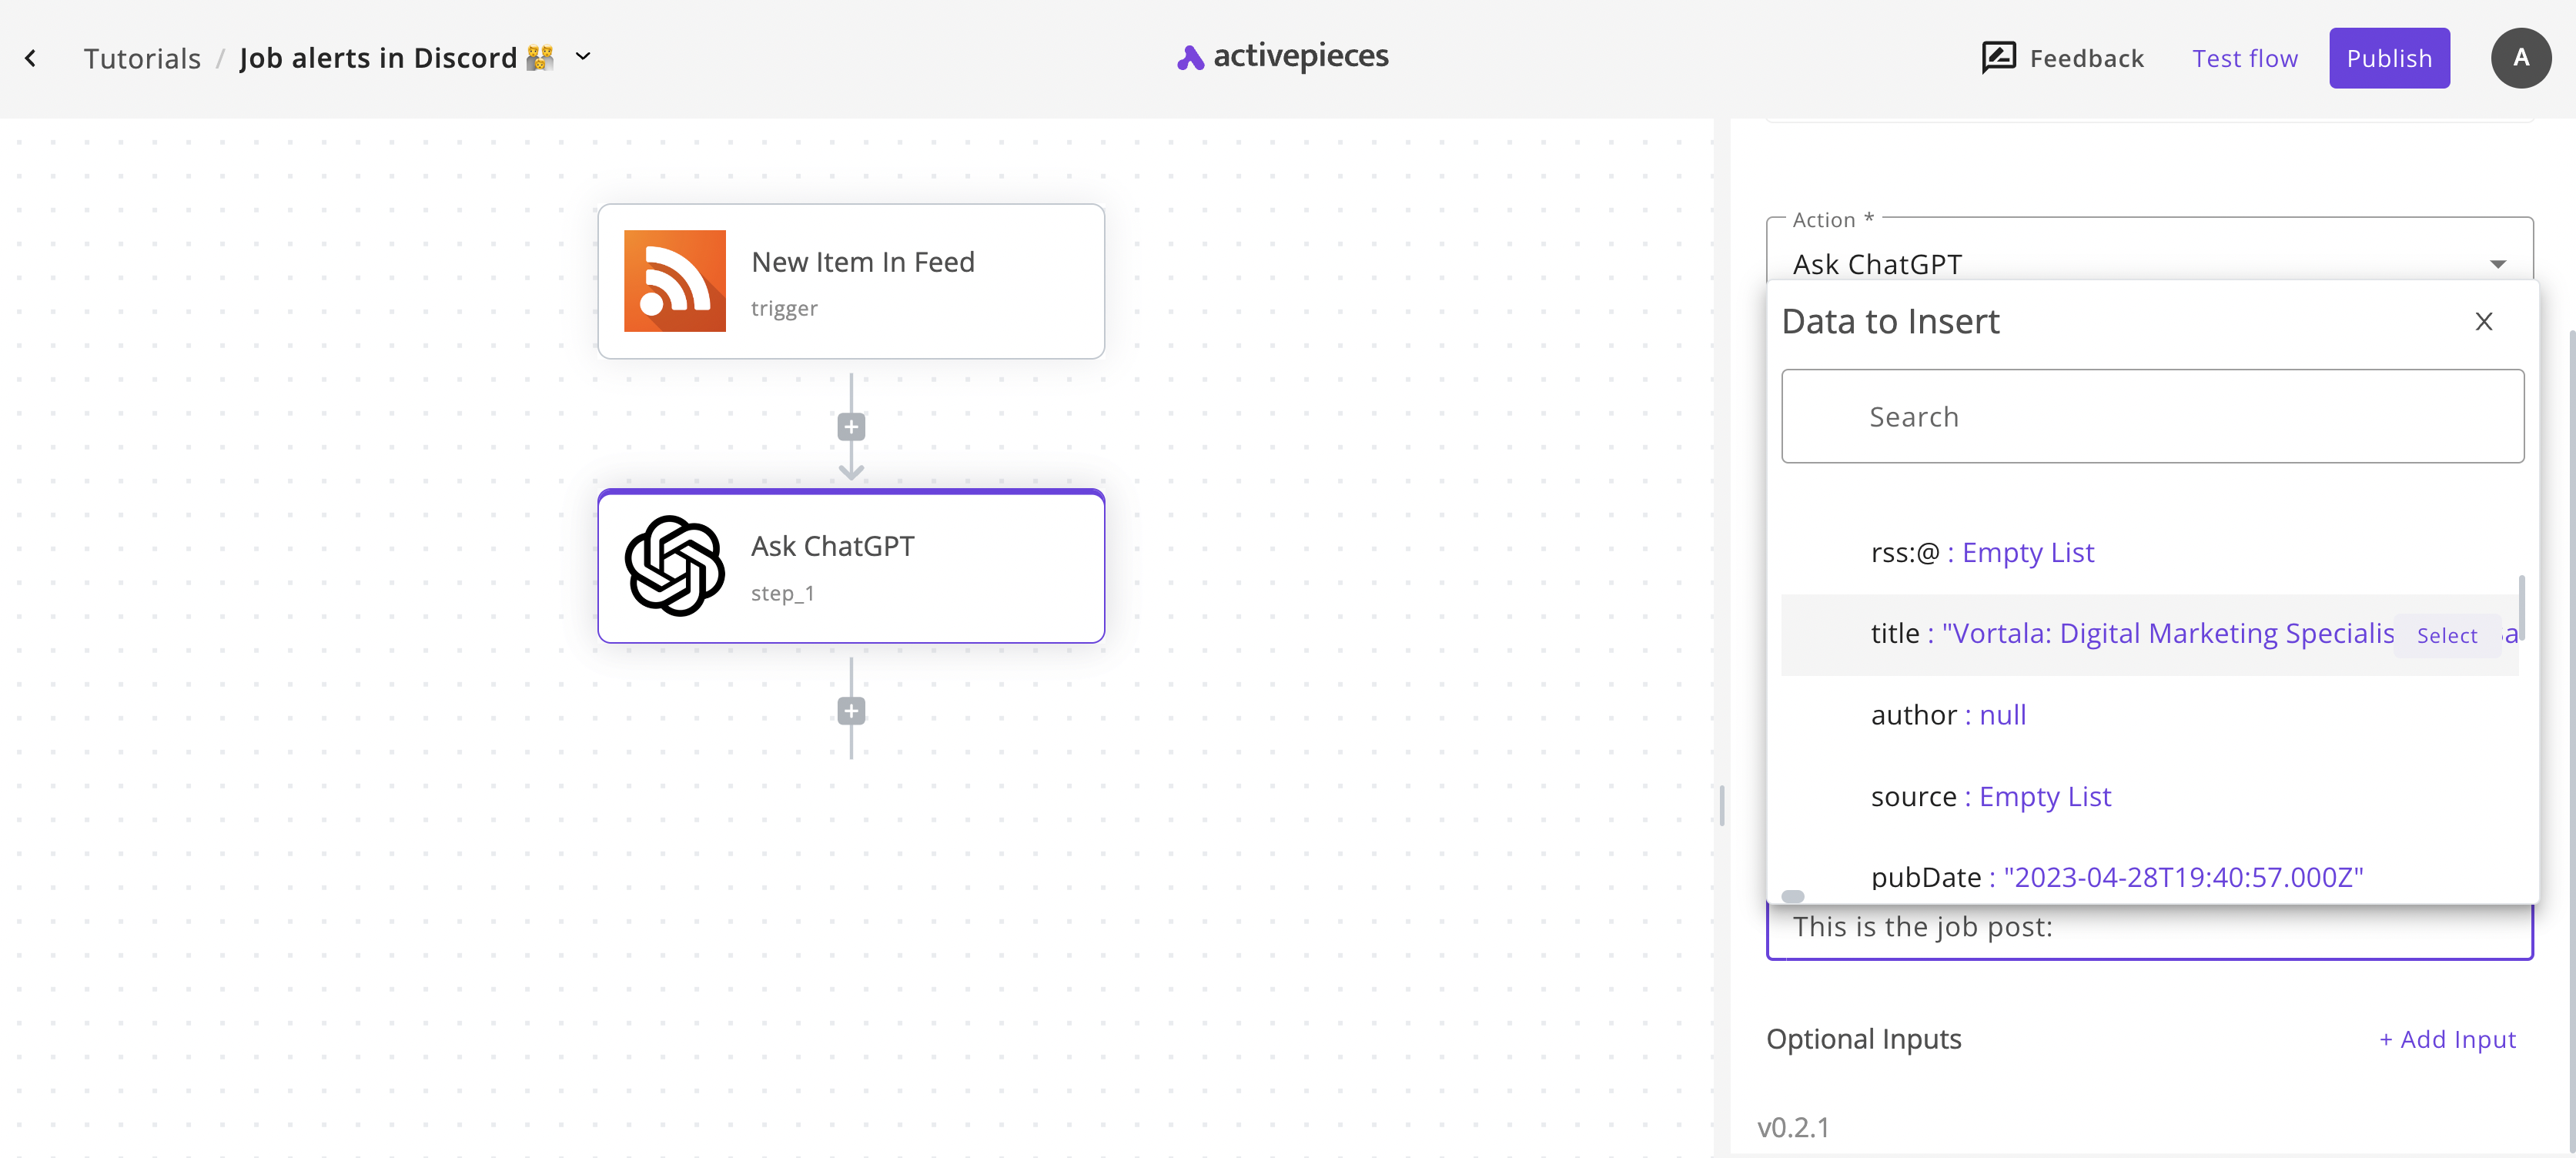 Tutorials / Job alerts in Discord
activepieces
Feedback
Test flow
Publish
A
New Item In Feed
trigger
Ask ChatGPT
step_1
Action *
Ask ChatGPT
Data to Insert
X
Search
rss:@ : Empty List
title : "Vortala: Digital Marketing Specialis
Select
author : null
source : Empty List
pubDate : "2023-04-28T19:40:57.000Z"
This is the job post:
Optional Inputs
+ Add Input
v0.2.1